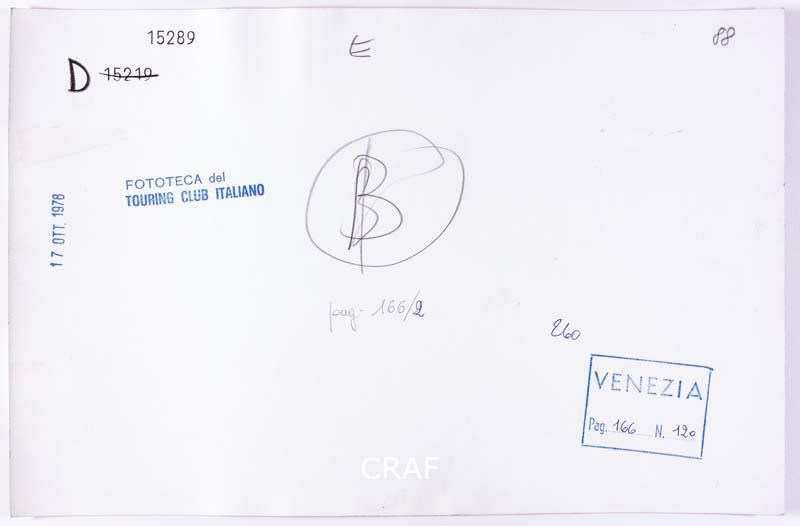 15289
E
88
D 15219
FOTOTECA del
TOURING CLUB ITALIANO
17 OTT. 1978
B
pag. 166/2
260
VENEZIA
Pag. 166 N. 120
CRAF